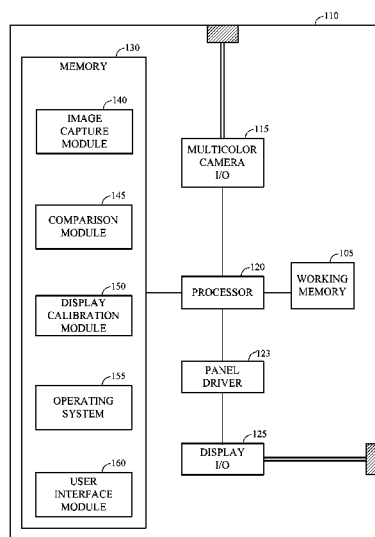 110
130
MEMORY
140
IMAGE
CAPTURE
MODULE
145
COMPARISON
MODULE
150
DISPLAY
CALIBRATION
MODULE
155
OPERATING
SYSTEM
160
USER
INTERFACE
MODULE
115
MULTICOLOR
CAMERA
I/O
120
PROCESSOR
105
WORKING
MEMORY
123
PANEL
DRIVER
125
DISPLAY
I/O